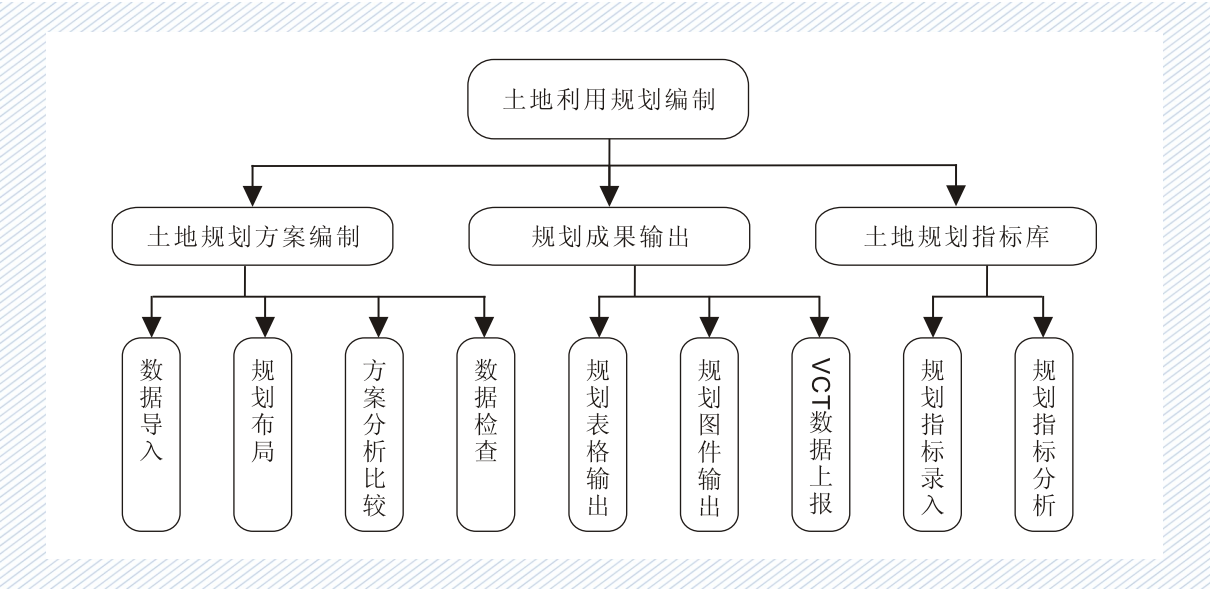 土地利用规划编制
土地规划方案编制
规划成果输出
土地规划指标库
数据导入
规划布局
方案分析比较
数据检查
规划表格输出
规划图件输出
VCT数据上报
规划指标录入
规划指标分析